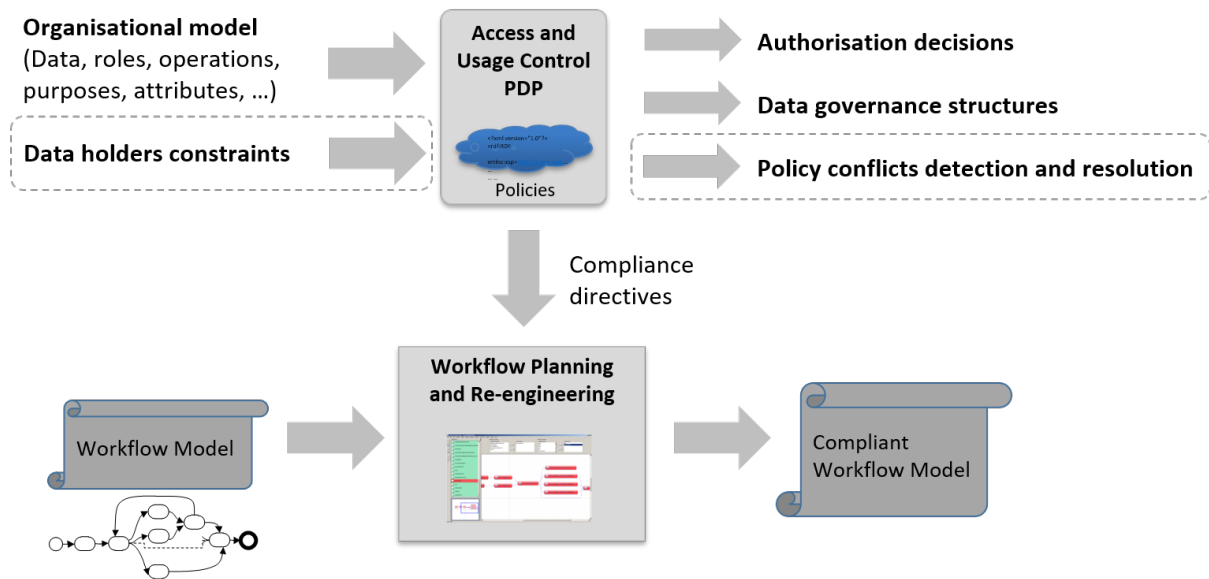 Organisational model
(Data, roles, operations,
purposes, attributes, ...)
Data holders constraints
Access and
Usage Control
PDP
Policies
Authorisation decisions
Data governance structures
Policy conflicts detection and resolution
Compliance
directives
Workflow Planning
and Re-engineering
Workflow Model
Compliant
Workflow Model